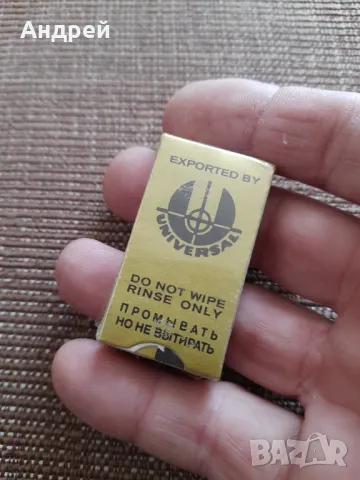 Андрей
EXPORTED BY
UNIVERSAL
DO NOT WIPE
RINSE ONLY
ПРОМЫВАТЬ
НО НЕ ВЫТИРАТЬ
BAZAR